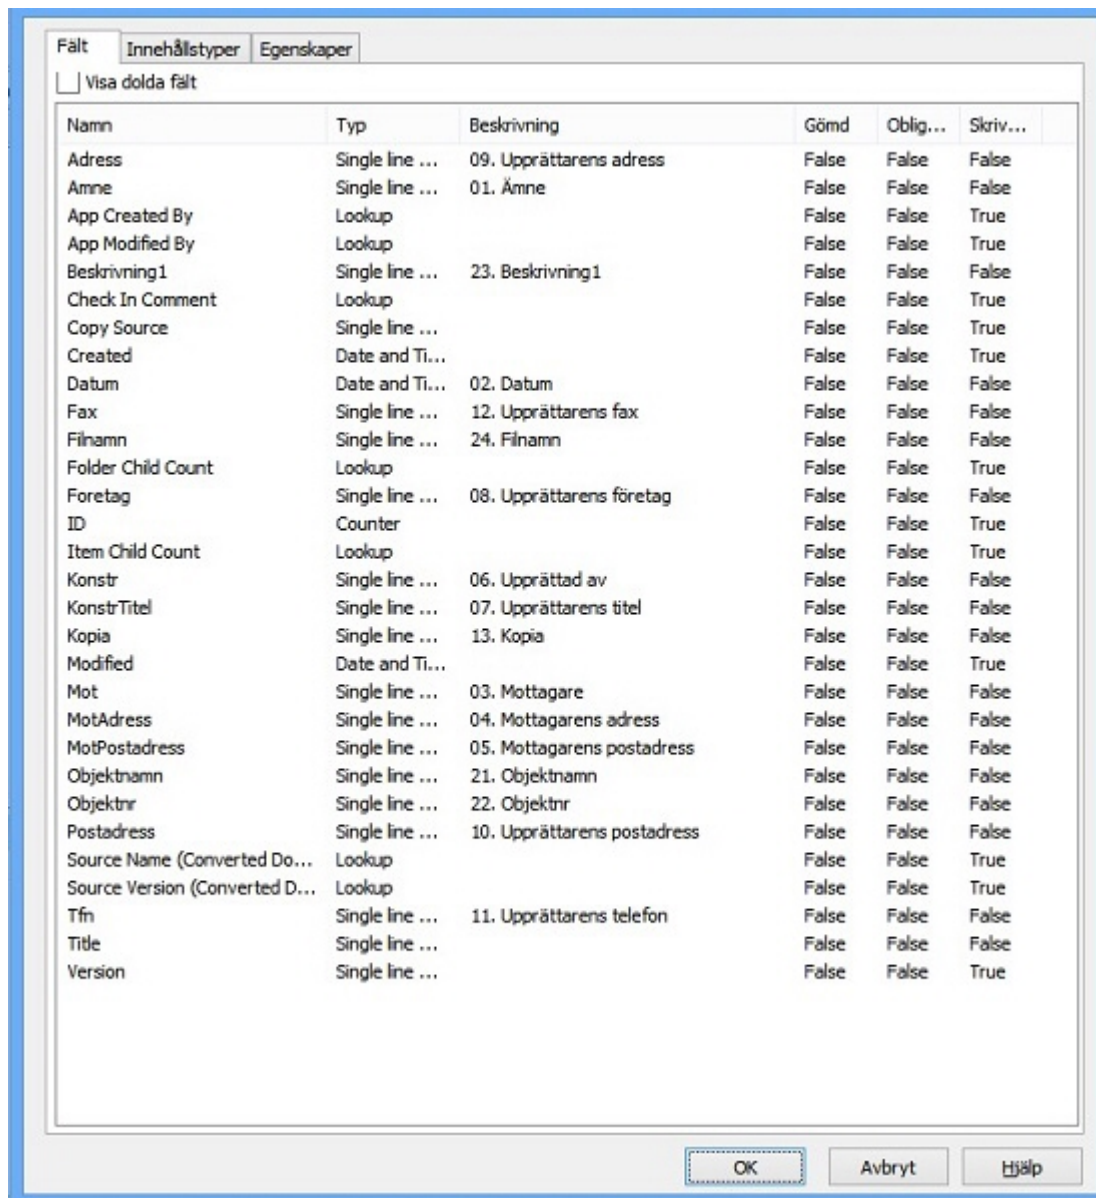 Fält Innehållstyper Egenskaper
Visa dolda fält
Namn Typ Beskrivning Gömd Oblig... Skriv...
Adress Single line ... 09. Upprättarens adress False False False
Amne Single line ... 01. Ämne False False False
App Created By Lookup False False True
App Modified By Lookup False False True
Beskrivning1 Single line ... 23. Beskrivning1 False False False
Check In Comment Lookup False False True
Copy Source Single line ... False False True
Created Date and Ti... False False True
Datum Date and Ti... 02. Datum False False False
Fax Single line ... 12. Upprättarens fax False False False
Filnamn Single line ... 24. Filnamn False False False
Folder Child Count Lookup False False True
Foretag Single line ... 08. Upprättarens företag False False False
ID Counter False False True
Item Child Count Lookup False False True
Konstr Single line ... 06. Upprättad av False False False
KonstrTitel Single line ... 07. Upprättarens titel False False False
Kopia Single line ... 13. Kopia False False False
Modified Date and Ti... False False True
Mot Single line ... 03. Mottagare False False False
MotAdress Single line ... 04. Mottagarens adress False False False
MotPostadress Single line ... 05. Mottagarens postadress False False False
Objektnamn Single line ... 21. Objektnamn False False False
Objektnr Single line ... 22. Objektnr False False False
Postadress Single line ... 10. Upprättarens postadress False False False
Source Name (Converted Do... Lookup False False True
Source Version (Converted D... Lookup False False True
Tfn Single line ... 11. Upprättarens telefon False False False
Title Single line ... False False False
Version Single line ... False False True
OK Avbryt Hjälp